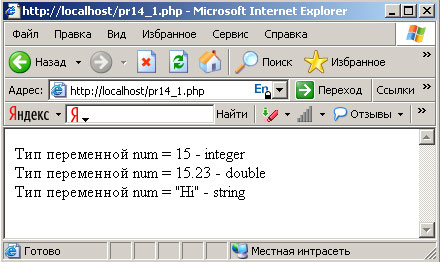 http://localhost/pr14_1.php - Microsoft Internet Explorer
Файл Правка Вид Избранное Сервис Справка
Назад Поиск Избранное
Адрес: http://localhost/pr14_1.php En Переход Ссылки »
Яндекс Я Найти Отзывы »
Тип переменной num = 15 - integer
Тип переменной num = 15.23 - double
Тип переменной num = "Hi" - string
Готово Местная интрасеть